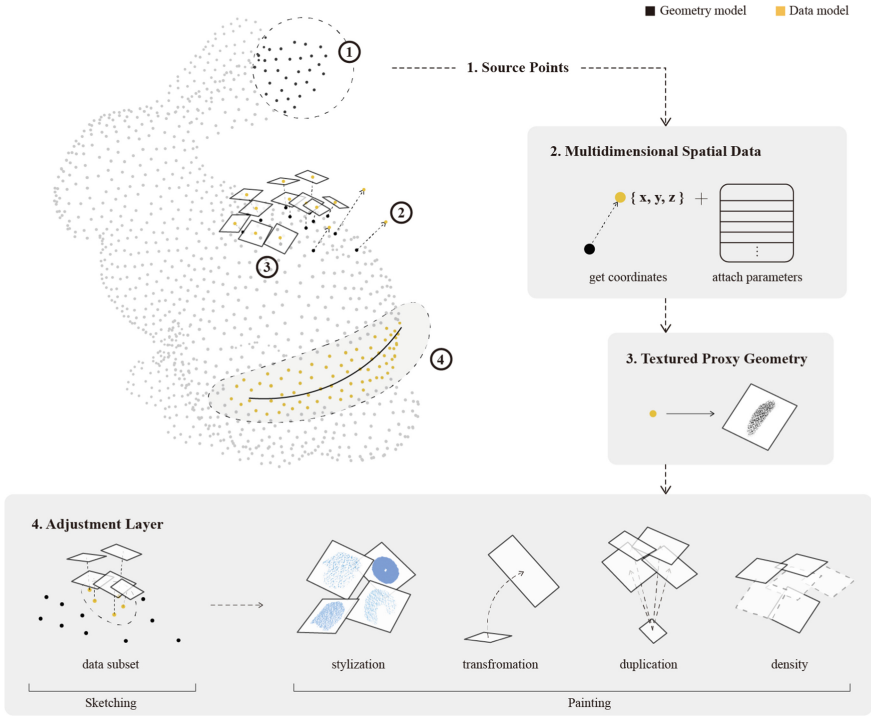 Geometry model
Data model
1
1. Source Points
2. Multidimensional Spatial Data
{ x, y, z } +
get coordinates
attach parameters
2
3
3. Textured Proxy Geometry
4
4. Adjustment Layer
data subset
stylization
transfromation
duplication
density
Sketching
Painting